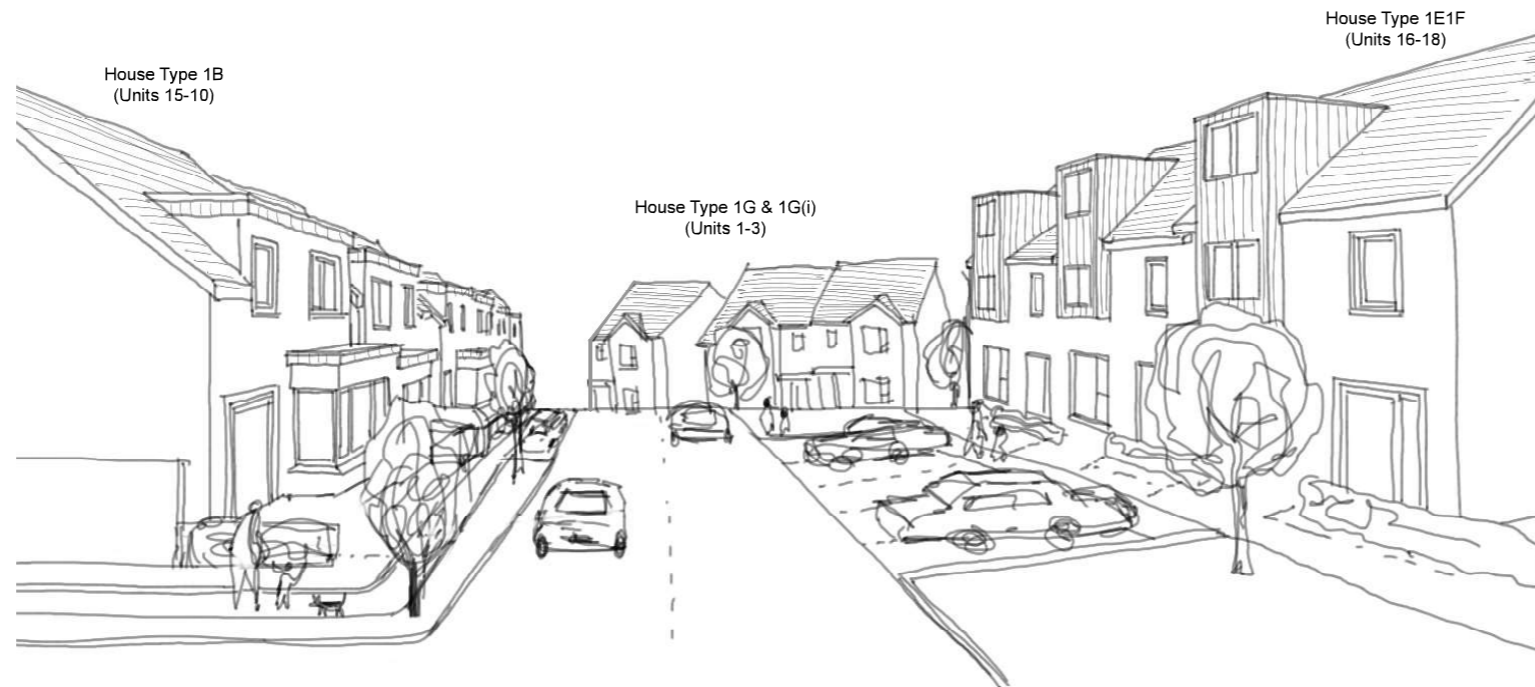 House Type 1B
(Units 15-10)
House Type 1G & 1G(i)
(Units 1-3)
House Type 1E1F
(Units 16-18)